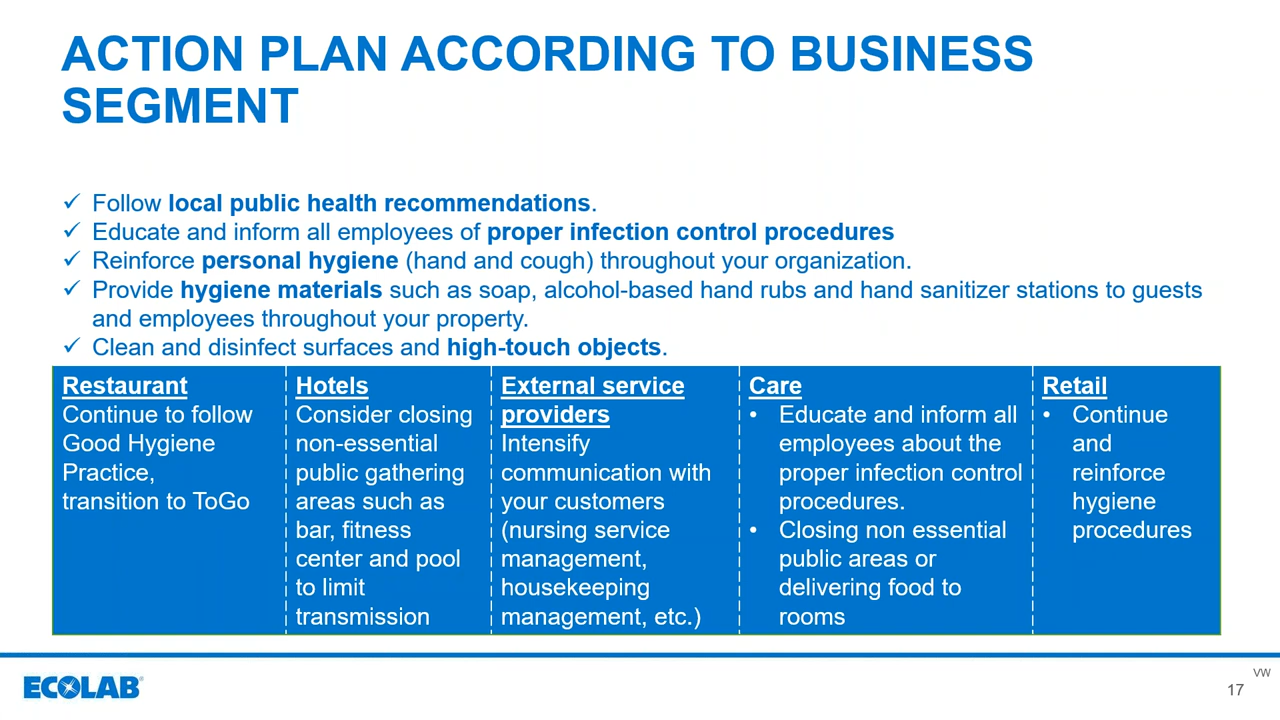 ACTION PLAN ACCORDING TO BUSINESS
SEGMENT
✓ Follow local public health recommendations.
✓ Educate and inform all employees of proper infection control procedures
✓ Reinforce personal hygiene (hand and cough) throughout your organization.
✓ Provide hygiene materials such as soap, alcohol-based hand rubs and hand sanitizer stations to guests
and employees throughout your property.
✓ Clean and disinfect surfaces and high-touch objects.
Restaurant
Continue to follow
Good Hygiene
Practice,
transition to ToGo
Hotels
Consider closing
non-essential
public gathering
areas such as
bar, fitness
center and pool
to limit
transmission
External service
providers
Intensify
communication with
your customers
(nursing service
management,
housekeeping
management, etc.)
Care
• Educate and inform all
employees about the
proper infection control
procedures.
• Closing non essential
public areas or
delivering food to
rooms
Retail
• Continue
and
reinforce
hygiene
procedures
ECOLAB®
VW
17